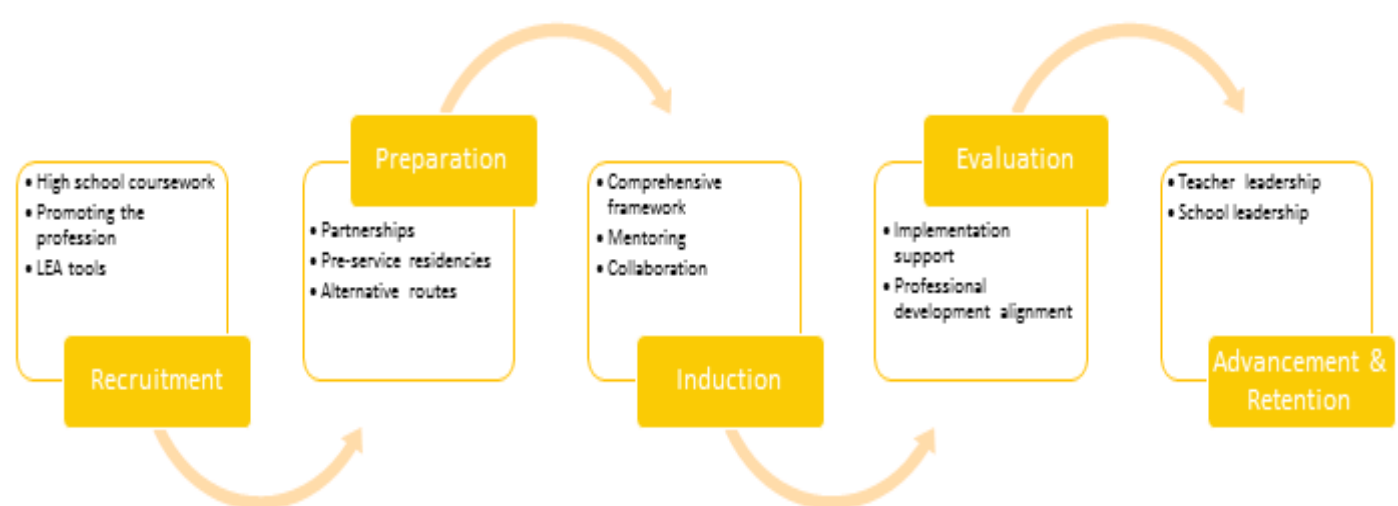 • High school coursework
• Promoting the
profession
• LEA tools
Recruitment
Preparation
• Partnerships
• Pre-service residencies
• Alternative routes
• Comprehensive
framework
• Mentoring
• Collaboration
Induction
Evaluation
• Implementation
support
• Professional
development alignment
• Teacher leadership
• School leadership
Advancement &
Retention